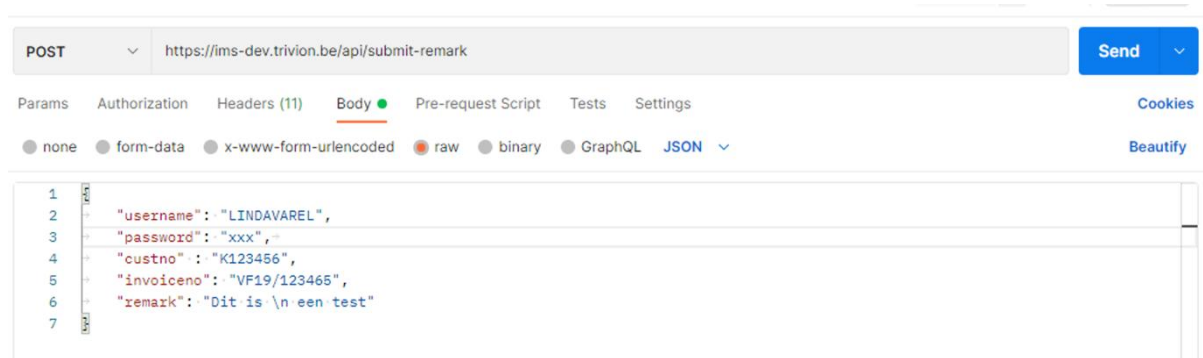 POST https://ims-dev.trivion.be/api/submit-remark Send
Params Authorization Headers (11) Body Pre-request Script Tests Settings Cookies
none form-data x-www-form-urlencoded raw binary GraphQL JSON Beautify
1 {
2 "username": "LINDAVAREL",
3 "password": "xxx",
4 "custno" : "K123456",
5 "invoiceno": "VF19/123465",
6 "remark": "Dit is \n een test"
7 }